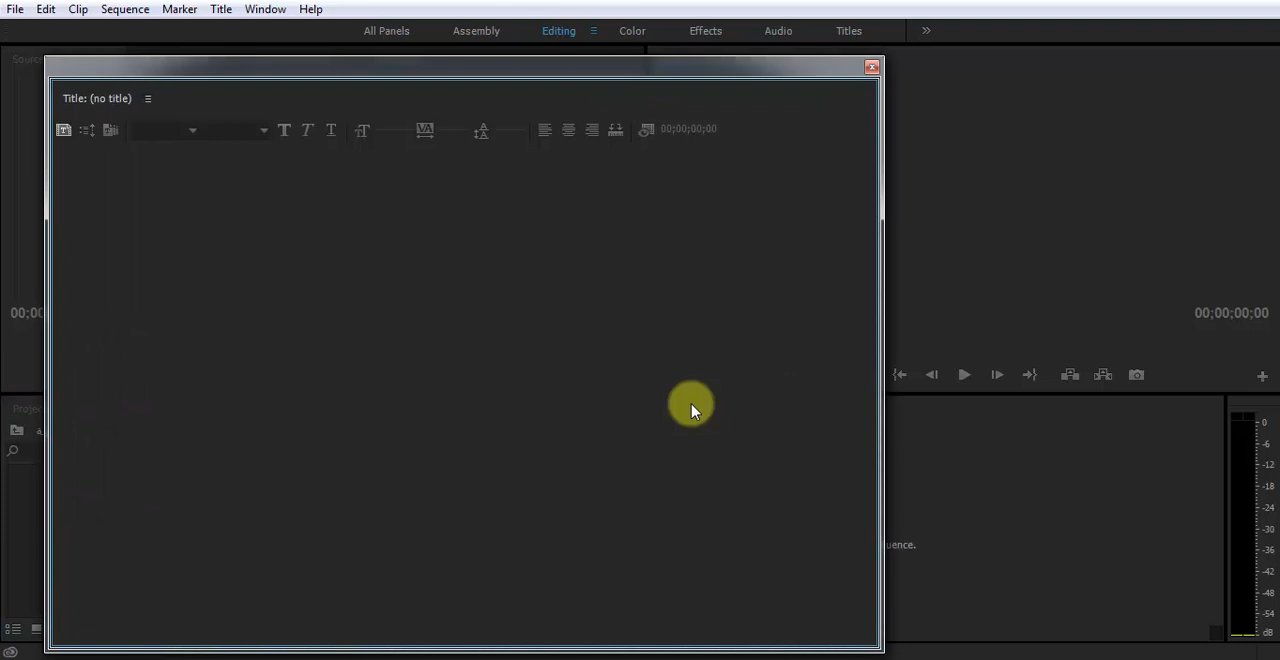 File Edit Clip Sequence Marker Title Window Help
All Panels Assembly Editing Color Effects Audio Titles
Source
Title: (no title)
00;00;00;00
00;00 00;00;00;00
Project
0
-6
-12
-18
-24
-30
-36
-42
-48
-54
dB
uence.